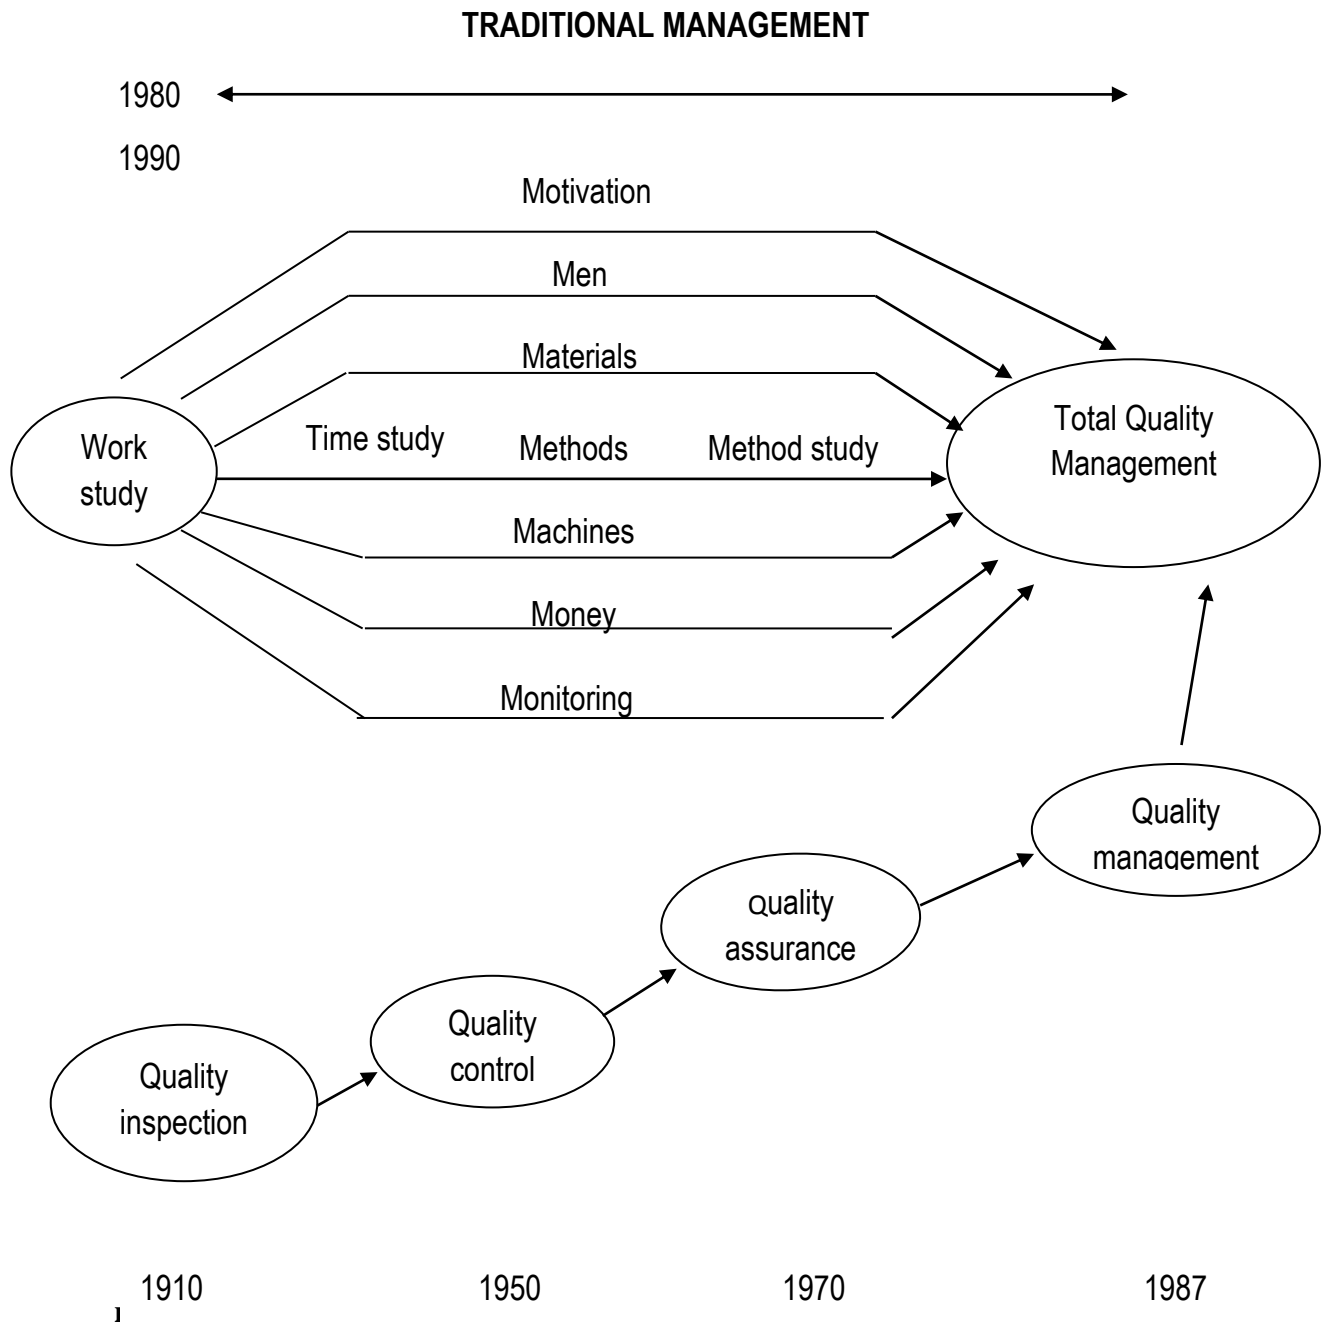 TRADITIONAL MANAGEMENT
1980
1990
Motivation
Men
Materials
Time study
Methods
Method study
Work
study
Total Quality
Management
Machines
Money
Monitoring
Quality
management
Quality
assurance
Quality
control
Quality
inspection
1910
1950
1970
1987